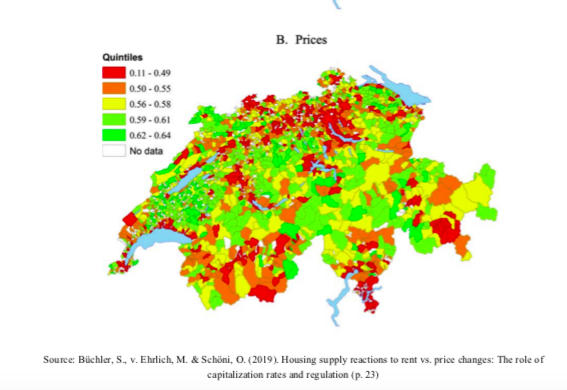 B. Prices
Quintiles
0.11 - 0.49
0.50 - 0.55
0.56 - 0.58
0.59 - 0.61
0.62 - 0.64
No data
Source: Büchler, S., v. Ehrlich, M. & Schöni, O. (2019). Housing supply reactions to rent vs. price changes: The role of
capitalization rates and regulation (p. 23)